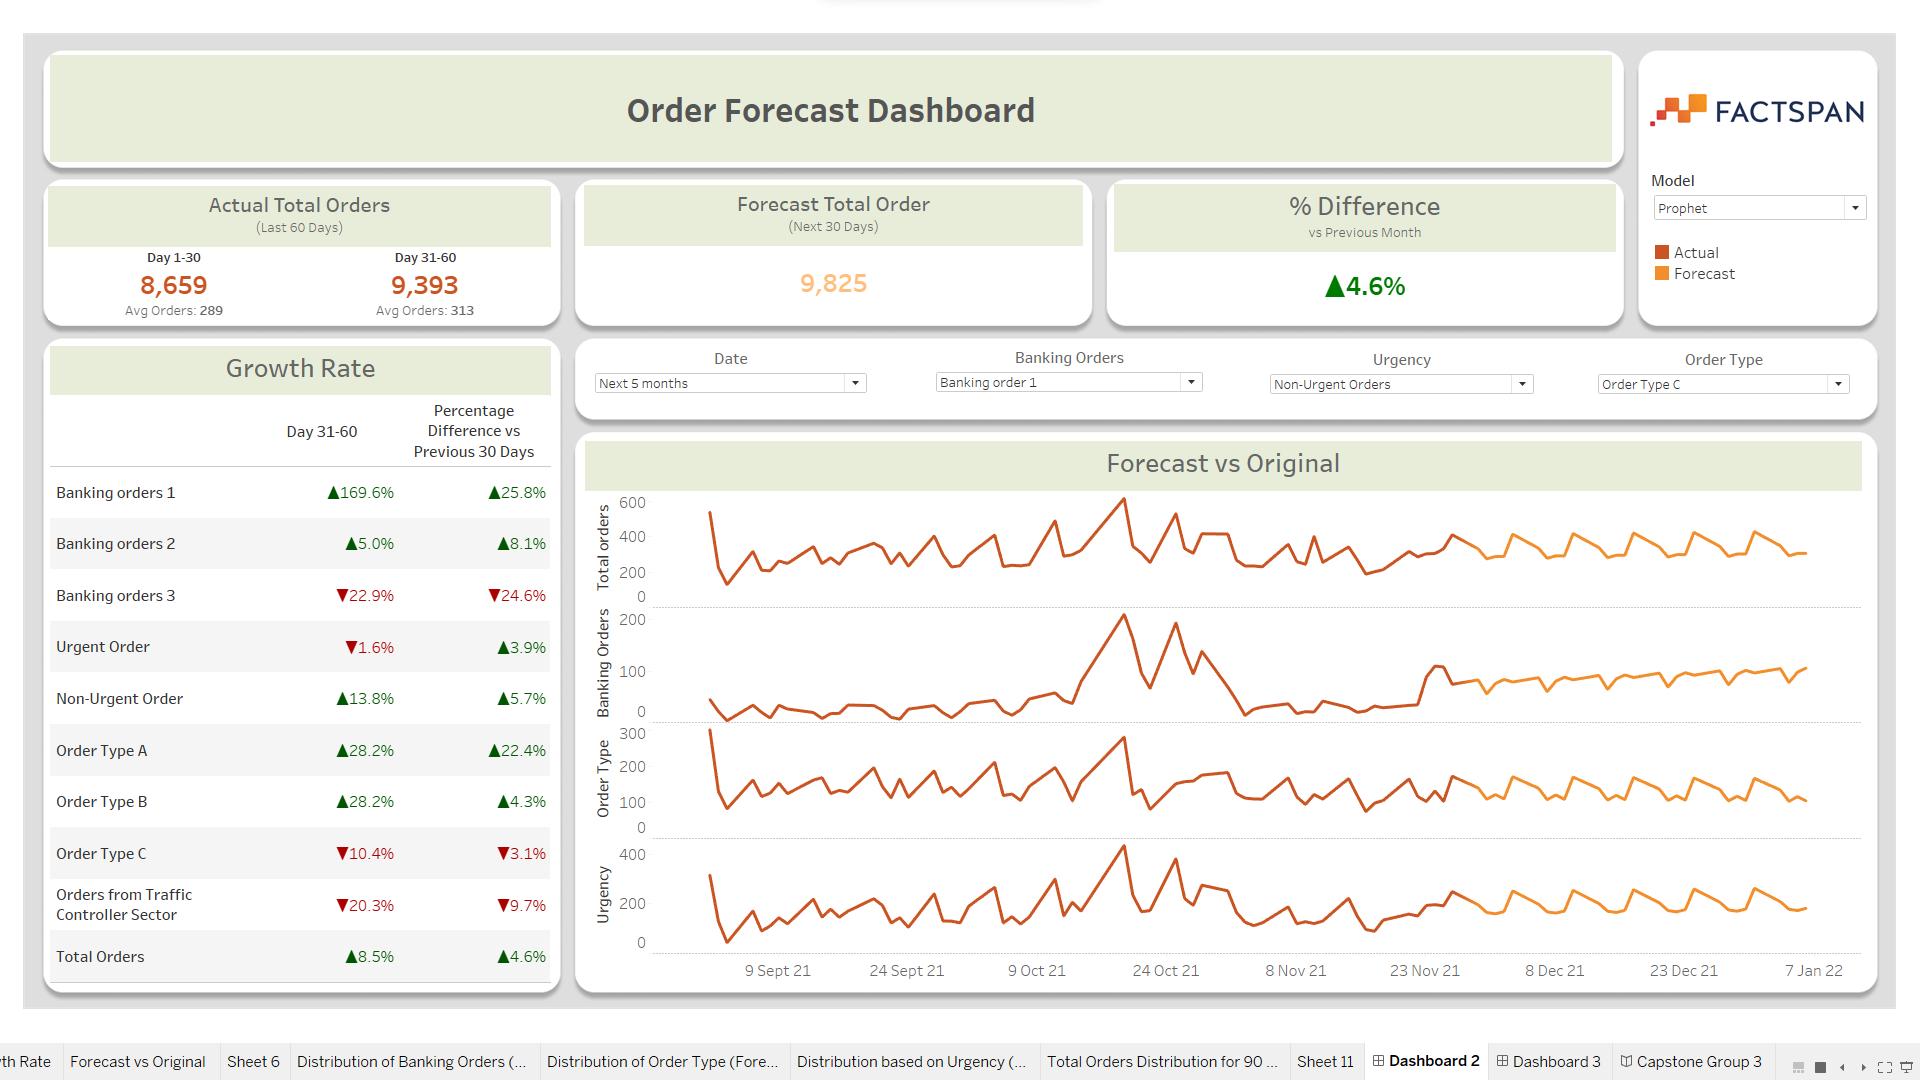 Order Forecast Dashboard
FACTSPAN
Model
Prophet
Actual
Forecast
Actual Total Orders
(Last 60 Days)
Day 1-30
8,659
Avg Orders: 289
Day 31-60
9,393
Avg Orders: 313
Forecast Total Order
(Next 30 Days)
9,825
% Difference
vs Previous Month
▲4.6%
Growth Rate
Day 31-60
Percentage
Difference vs
Previous 30 Days
Banking orders 1 ▲169.6% ▲25.8%
Banking orders 2 ▲5.0% ▲8.1%
Banking orders 3 ▼22.9% ▼24.6%
Urgent Order ▼1.6% ▲3.9%
Non-Urgent Order ▲13.8% ▲5.7%
Order Type A ▲28.2% ▲22.4%
Order Type B ▲28.2% ▲4.3%
Order Type C ▼10.4% ▼3.1%
Orders from Traffic
Controller Sector ▼20.3% ▼9.7%
Total Orders ▲8.5% ▲4.6%
Date
Next 5 months
Banking Orders
Banking order 1
Urgency
Non-Urgent Orders
Order Type
Order Type C
Forecast vs Original
Total orders
600
400
200
0
Banking Orders
200
100
0
Order Type
300
200
100
0
Urgency
400
200
0
9 Sept 21 24 Sept 21 9 Oct 21 24 Oct 21 8 Nov 21 23 Nov 21 8 Dec 21 23 Dec 21 7 Jan 22
th Rate Forecast vs Original Sheet 6 Distribution of Banking Orders (... Distribution of Order Type (Fore... Distribution based on Urgency (... Total Orders Distribution for 90 ... Sheet 11 Dashboard 2 Dashboard 3 Capstone Group 3